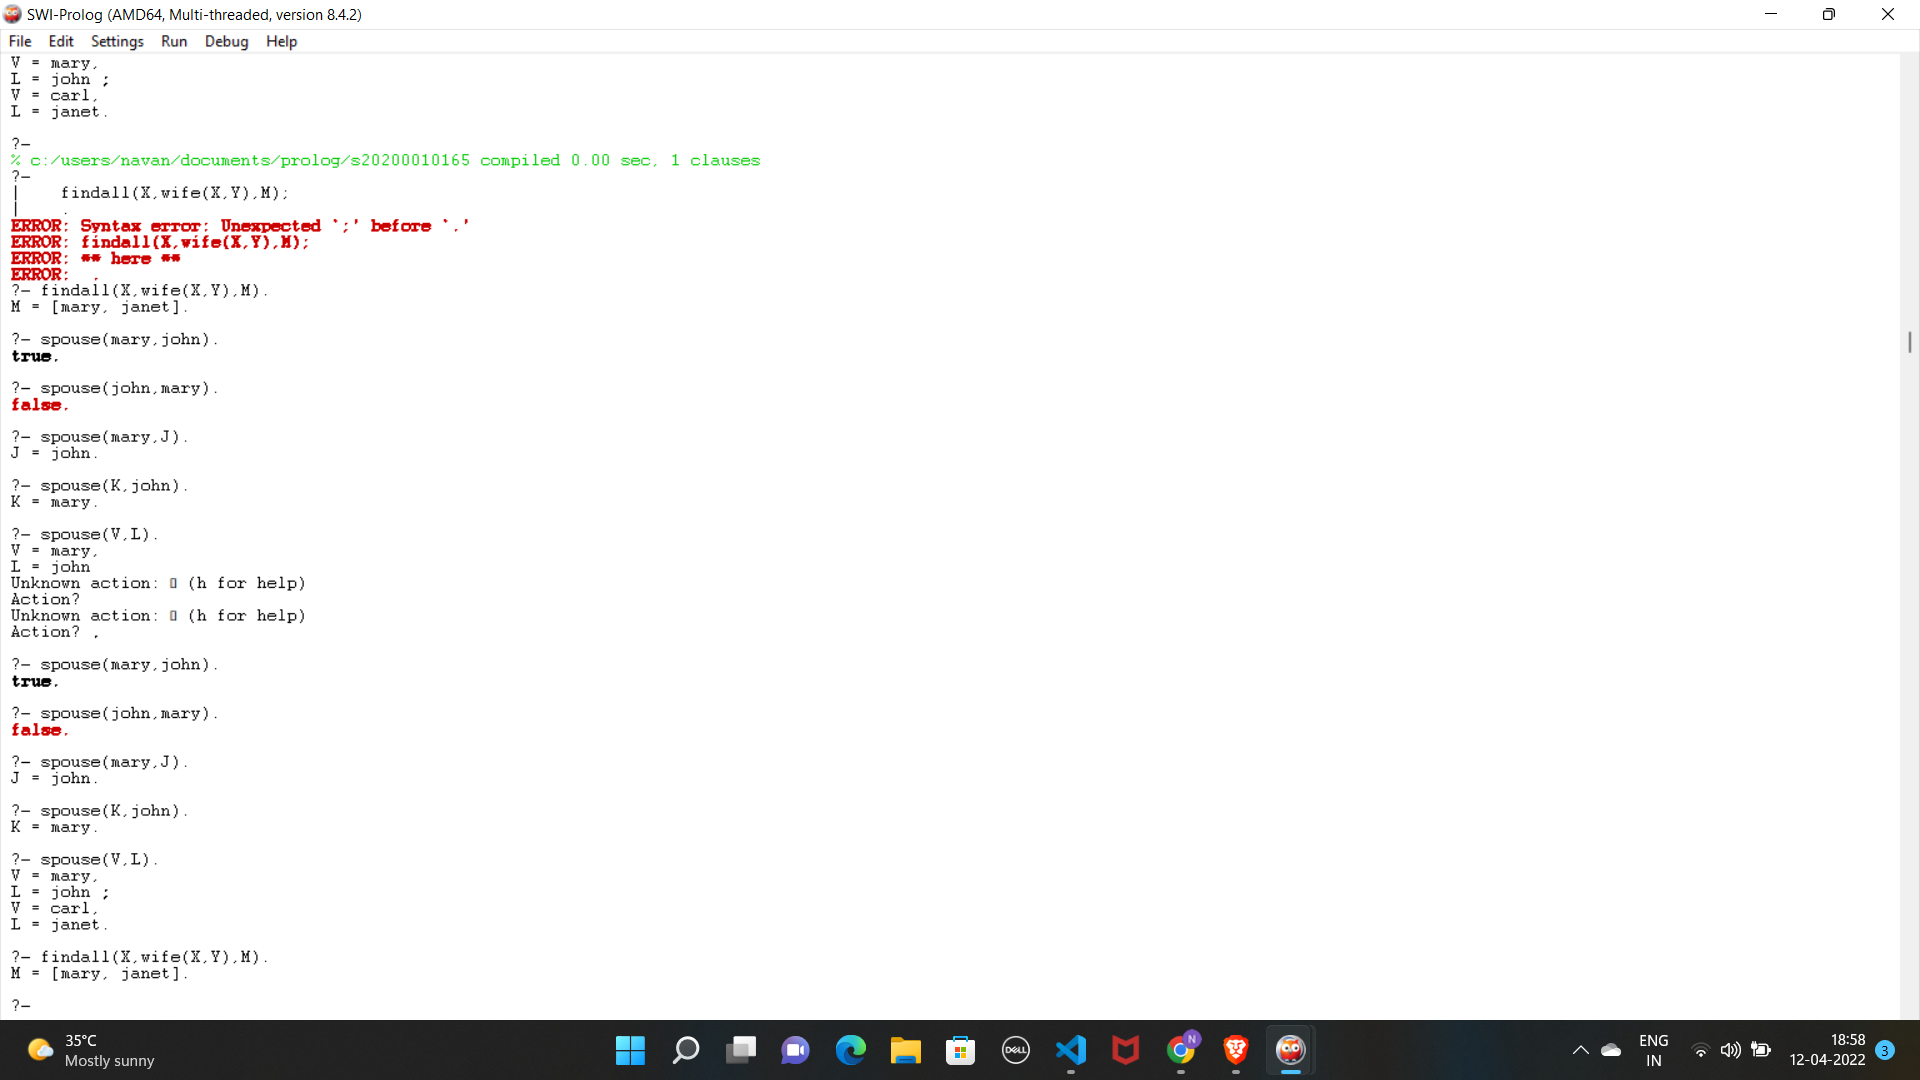 SWI-Prolog (AMD64, Multi-threaded, version 8.4.2)
File Edit Settings Run Debug Help
V = mary,
L = john ;
V = carl,
L = janet.
?-
% c:/users/navan/documents/prolog/s20200010165 compiled 0.00 sec, 1 clauses
?-
|    findall(X,wife(X,Y),M);
|    .
ERROR: Syntax error: Unexpected `;' before `.'
ERROR: findall(X,wife(X,Y),M);
ERROR: ** here **
ERROR:  .
?- findall(X,wife(X,Y),M).
M = [mary, janet].
?- spouse(mary,john).
true.
?- spouse(john,mary).
false.
?- spouse(mary,J).
J = john.
?- spouse(K,john).
K = mary.
?- spouse(V,L).
V = mary,
L = john
Unknown action:  (h for help)
Action?
Unknown action:  (h for help)
Action? .
?- spouse(mary,john).
true.
?- spouse(john,mary).
false.
?- spouse(mary,J).
J = john.
?- spouse(K,john).
K = mary.
?- spouse(V,L).
V = mary,
L = john ;
V = carl,
L = janet.
?- findall(X,wife(X,Y),M).
M = [mary, janet].
?-
35°C
Mostly sunny
DELL
N
ENG
IN
18:58
12-04-2022
3